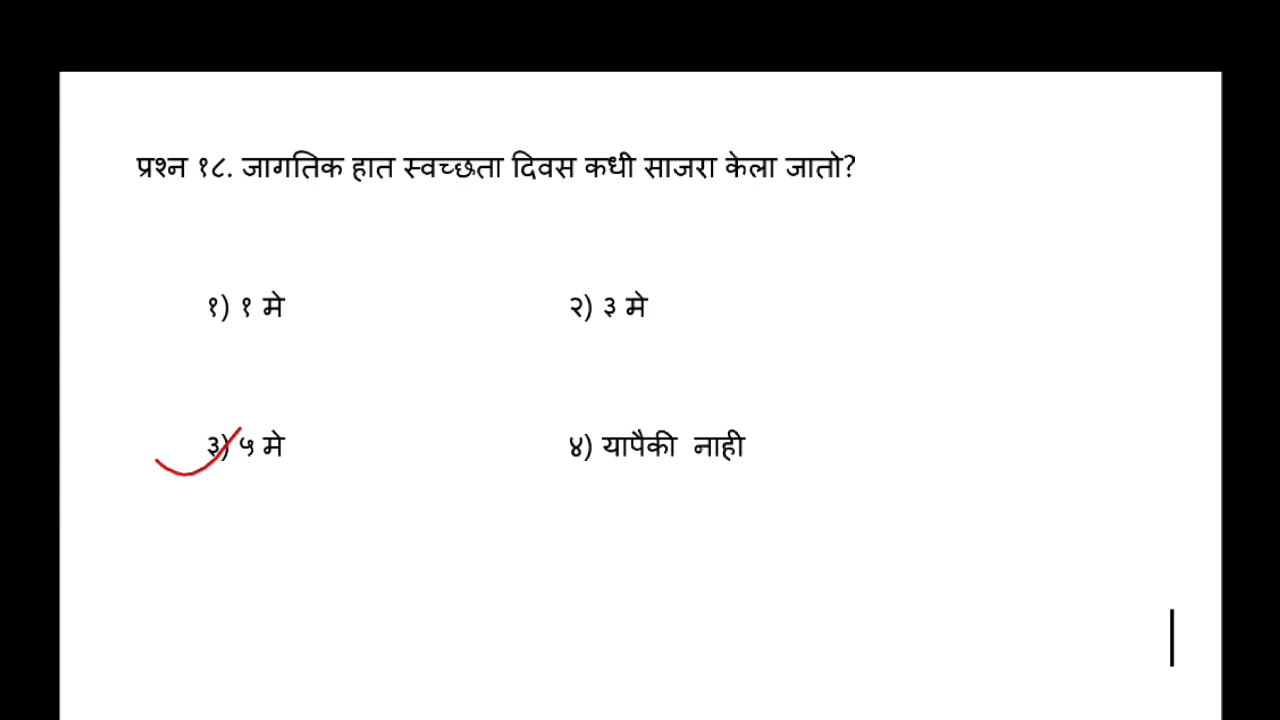 प्रश्न १८. जागतिक हात स्वच्छता दिवस कधी साजरा केला जातो?
१) १ मे २) ३ मे
३) ५ मे ४) यापैकी नाही